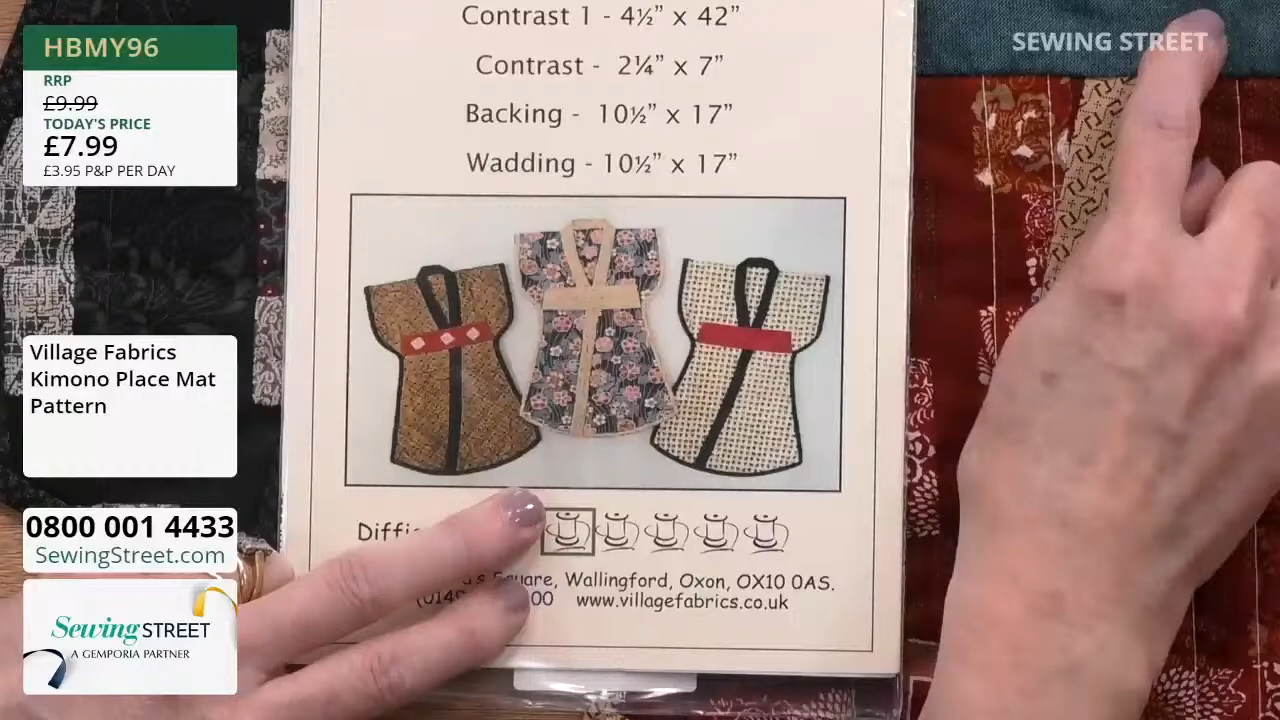 HBMY96
RRP
£9.99
TODAY'S PRICE
£7.99
£3.95 P&P PER DAY
Village Fabrics
Kimono Place Mat
Pattern
0800 001 4433
SewingStreet.com
Sewing STREET
A GEMPORIA PARTNER
SEWING STREET
Contrast 1 - 4½” x 42”
Contrast - 2¼” x 7”
Backing - 10½” x 17”
Wadding - 10½” x 17”
Square, Wallingford, Oxon, OX10 0AS.
www.villagefabrics.co.uk